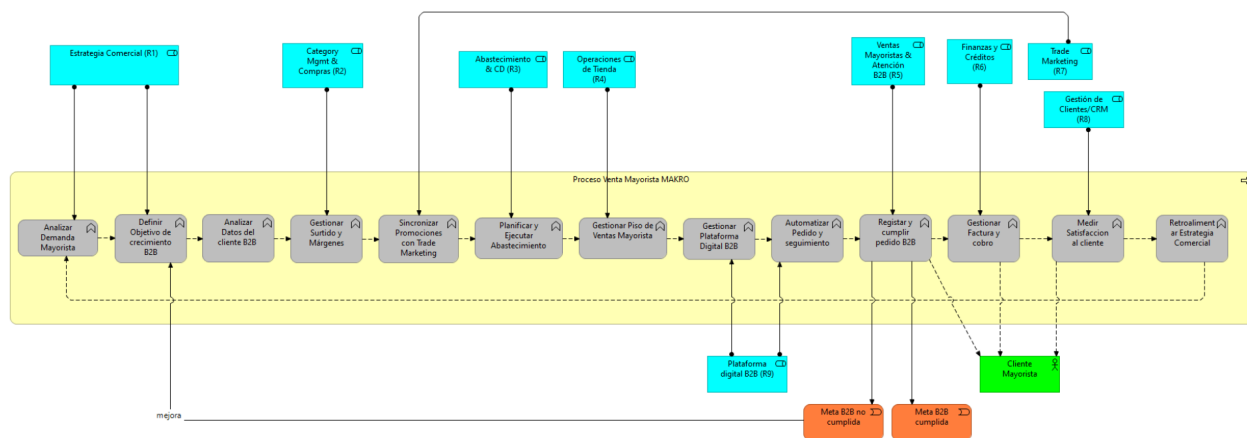 Estrategia Comercial (R1)
Category
Mgmt &
Compras (R2)
Abastecimiento
& CD (R3)
Operaciones
de Tienda
(R4)
Ventas
Mayoristas &
Atención
B2B (R5)
Finanzas y
Créditos
(R6)
Trade
Marketing
(R7)
Gestión de
Clientes/CRM
(R8)
Proceso Venta Mayorista MAKRO
Analizar
Demanda
Mayorista
Definir
Objetivo de
crecimiento
B2B
Analizar
Datos del
cliente B2B
Gestionar
Surtido y
Márgenes
Sincronizar
Promociones
con Trade
Marketing
Planificar y
Ejecutar
Abastecimiento
Gestionar Piso de
Ventas Mayorista
Gestionar
Plataforma
Digital B2B
Automatizar
Pedido y
seguimiento
Registar y
cumplir
pedido B2B
Gestionar
Factura y
cobro
Medir
Satisfaccion
al cliente
Retroaliment
ar Estrategia
Comercial
Plataforma
digital B2B (R9)
Cliente
Mayorista
mejora
Meta B2B no
cumplida
Meta B2B
cumplida